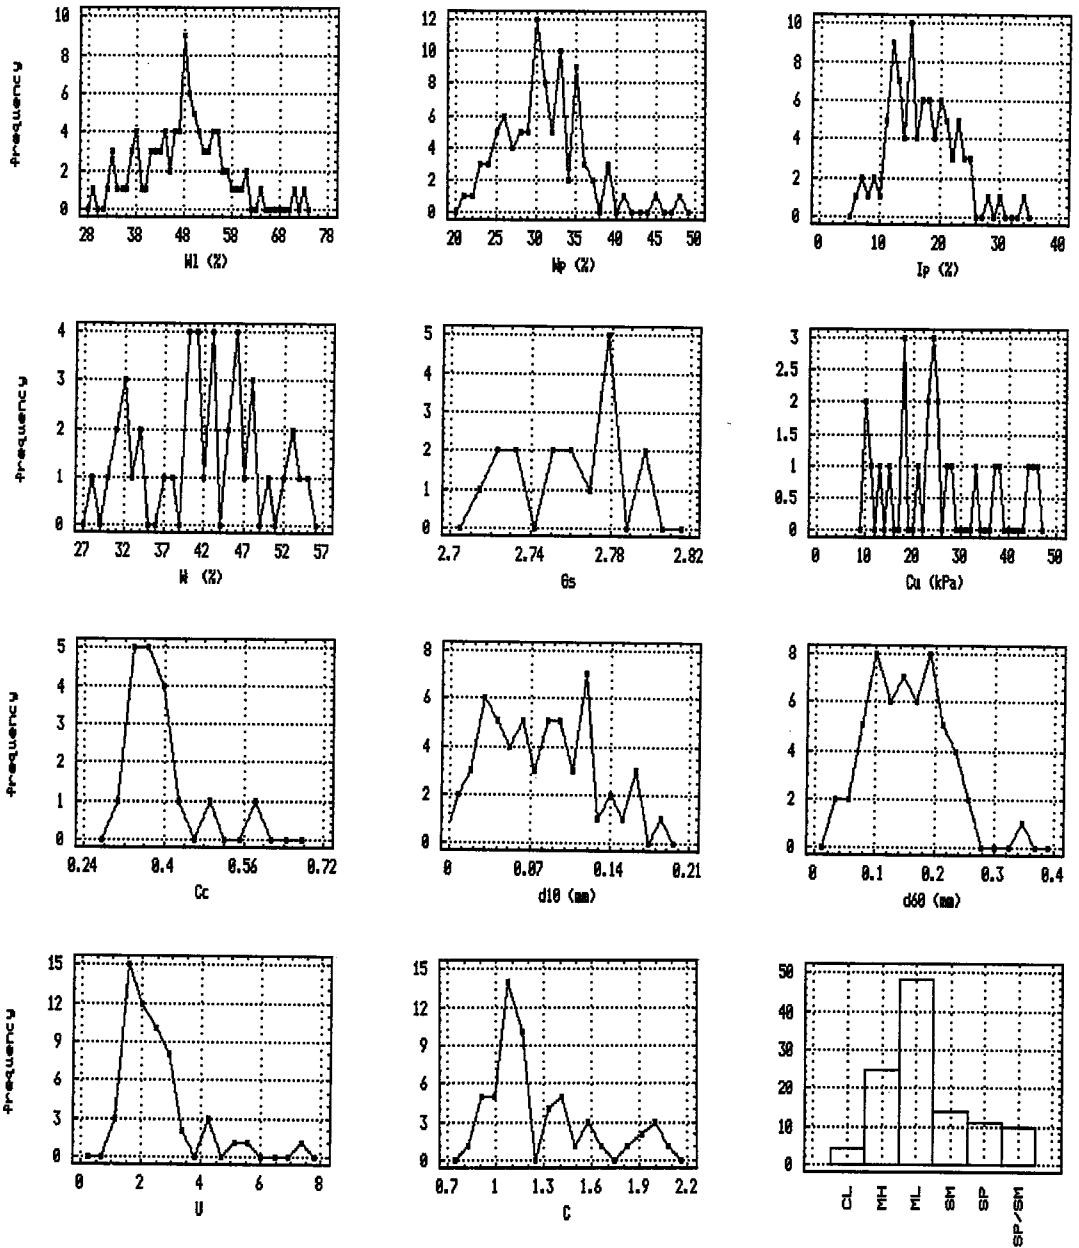 frequency
10
8
6
4
2
0
28 38 48 58 68 78
Wl (%)
12
10
8
6
4
2
0
20 25 30 35 40 45 50
Wp (%)
10
8
6
4
2
0
0 10 20 30 40
Ip (%)
frequency
4
3
2
1
0
27 32 37 42 47 52 57
W (%)
5
4
3
2
1
0
2.7 2.74 2.78 2.82
Gs
3
2.5
2
1.5
1
0.5
0
0 10 20 30 40 50
Cu (kPa)
frequency
5
4
3
2
1
0
0.24 0.4 0.56 0.72
Cc
8
6
4
2
0
0 0.07 0.14 0.21
d10 (mm)
8
6
4
2
0
0 0.1 0.2 0.3 0.4
d60 (mm)
frequency
15
12
9
6
3
0
0 2 4 6 8
U
15
12
9
6
3
0
0.7 1 1.3 1.6 1.9 2.2
C
50
40
30
20
10
0
CL MH ML SM SP SP/SM